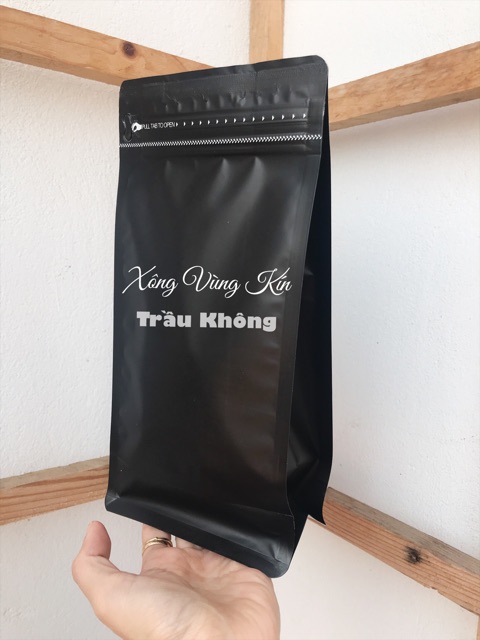 PULL TAB TO OPEN
Xông Vùng Kín
Trầu Không